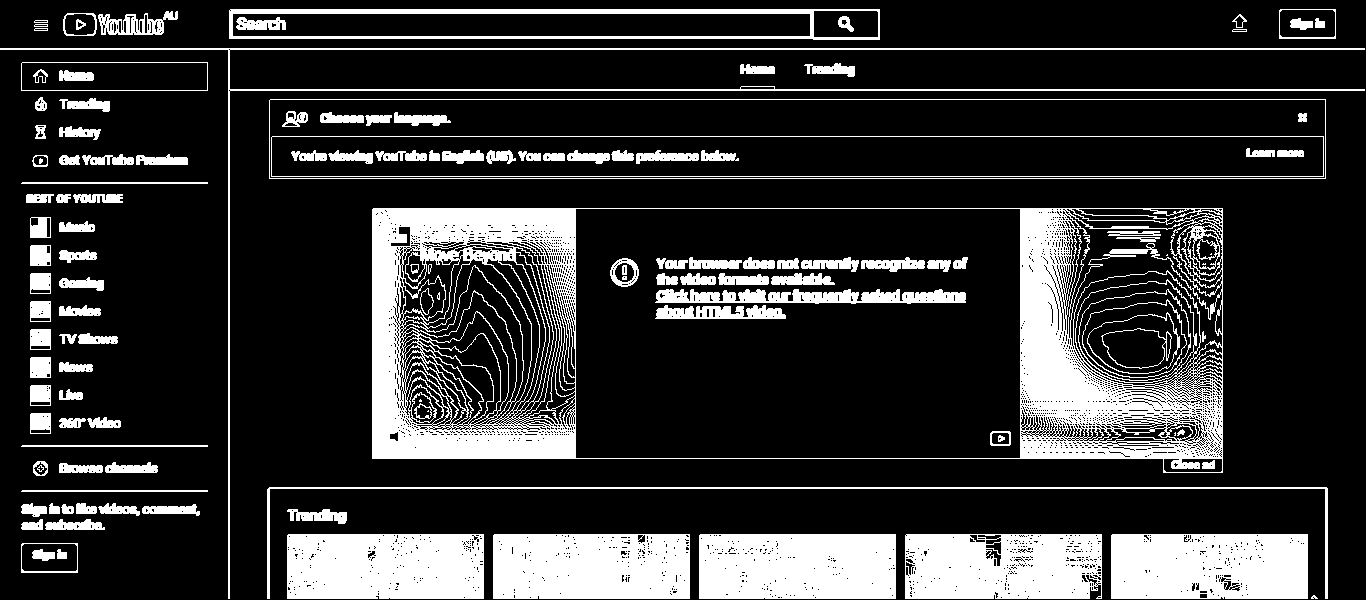 YouTube AU
Search
Sign in
Home
Trending
History
Get YouTube Premium
BEST OF YOUTUBE
Music
Sports
Gaming
Movies
TV Shows
News
Live
360° Video
Browse channels
Sign in to like videos, comment,
and subscribe.
Sign in
Home Trending
Choose your language.
You're viewing YouTube in English (US). You can change this preference below.
Learn more
Move Beyond
Your browser does not currently recognize any of
the video formats available.
Click here to visit our frequently asked questions
about HTML5 video.
Close ad
Trending